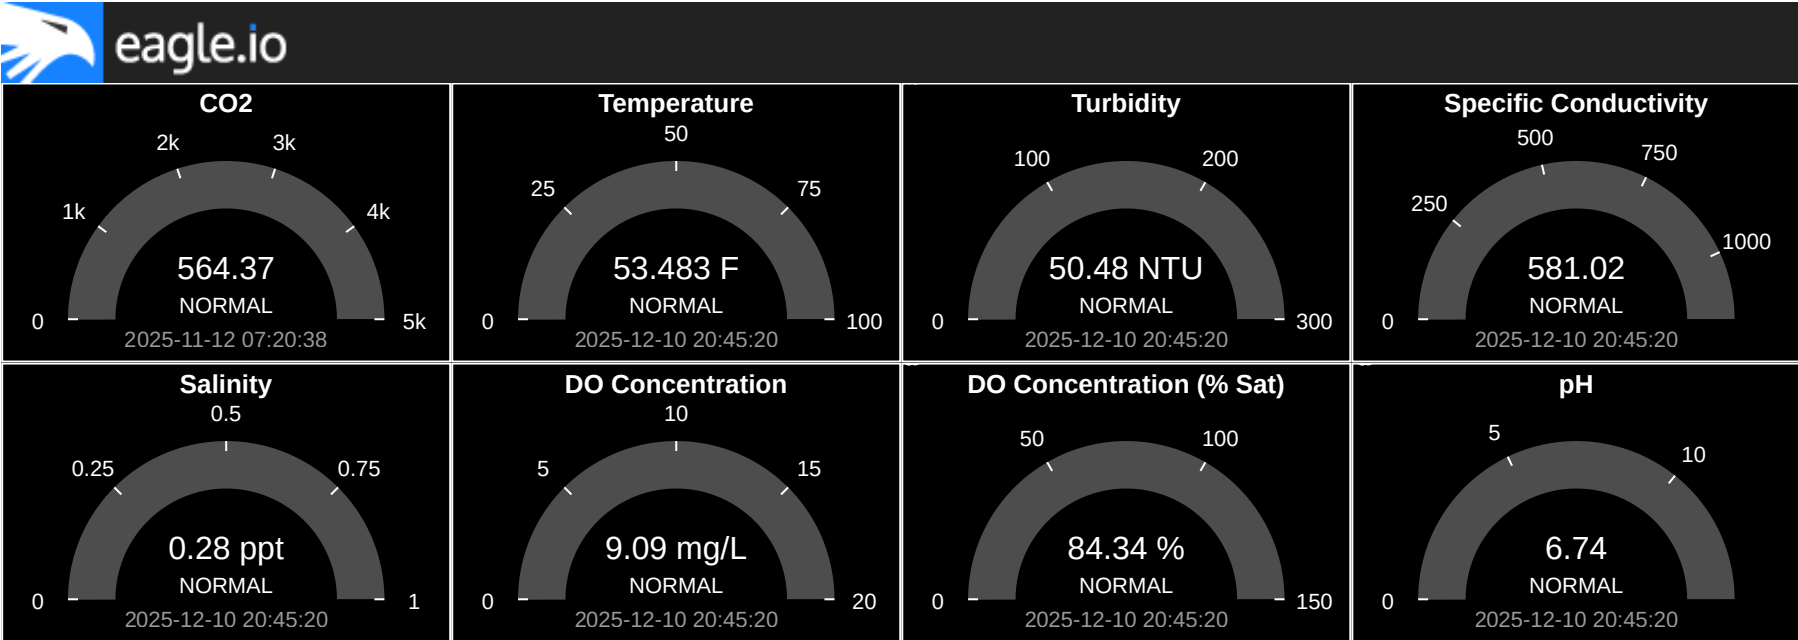 eagle.io
CO2
2k
3k
1k
4k
564.37
NORMAL
0
5k
2025-11-12 07:20:38
Temperature
50
25
75
53.483 F
NORMAL
0
100
2025-12-10 20:45:20
Turbidity
100
200
50.48 NTU
NORMAL
0
300
2025-12-10 20:45:20
Specific Conductivity
500
750
250
1000
581.02
NORMAL
0
2025-12-10 20:45:20
Salinity
0.5
0.25
0.75
0.28 ppt
NORMAL
0
1
2025-12-10 20:45:20
DO Concentration
10
5
15
9.09 mg/L
NORMAL
0
20
2025-12-10 20:45:20
DO Concentration (% Sat)
50
100
84.34 %
NORMAL
0
150
2025-12-10 20:45:20
pH
5
10
6.74
NORMAL
0
2025-12-10 20:45:20